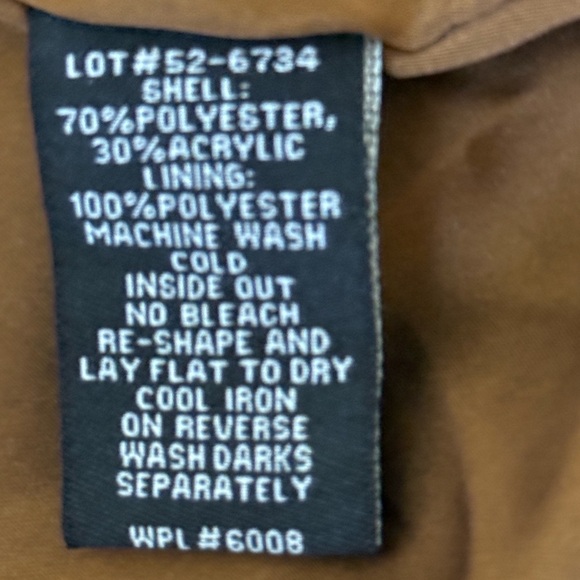 LOT#52-6734
SHELL:
70%POLYESTER,
30%ACRYLIC
LINING:
100%POLYESTER
MACHINE WASH
COLD
INSIDE OUT
NO BLEACH
RE-SHAPE AND
LAY FLAT TO DRY
COOL IRON
ON REVERSE
WASH DARKS
SEPARATELY
WPL #6008